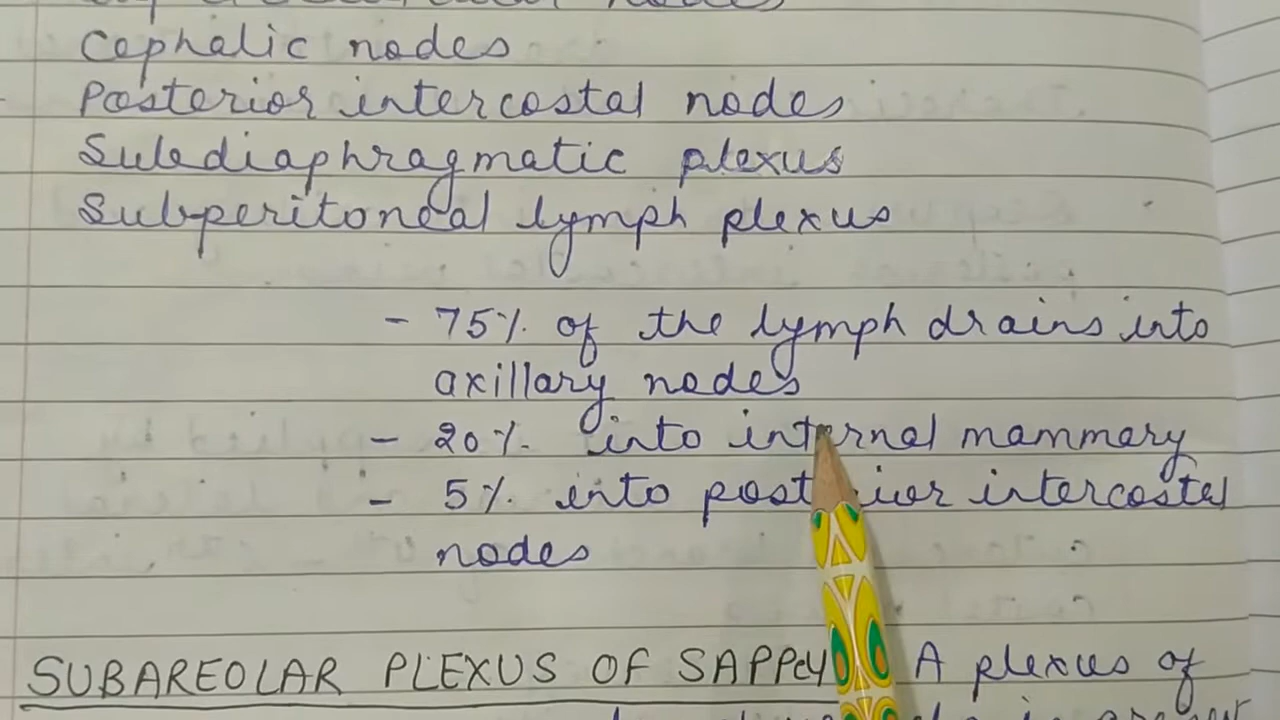 nodes
Cephalic nodes
Posterior intercostal nodes
Subdiaphragmatic plexus
Subperitoneal lymph plexus
- 75% of the lymph drains into
axillary nodes
- 20% into internal mammary
- 5% into posterior intercostal
nodes
SUBAREOLAR PLEXUS OF SAPPEY A plexus of